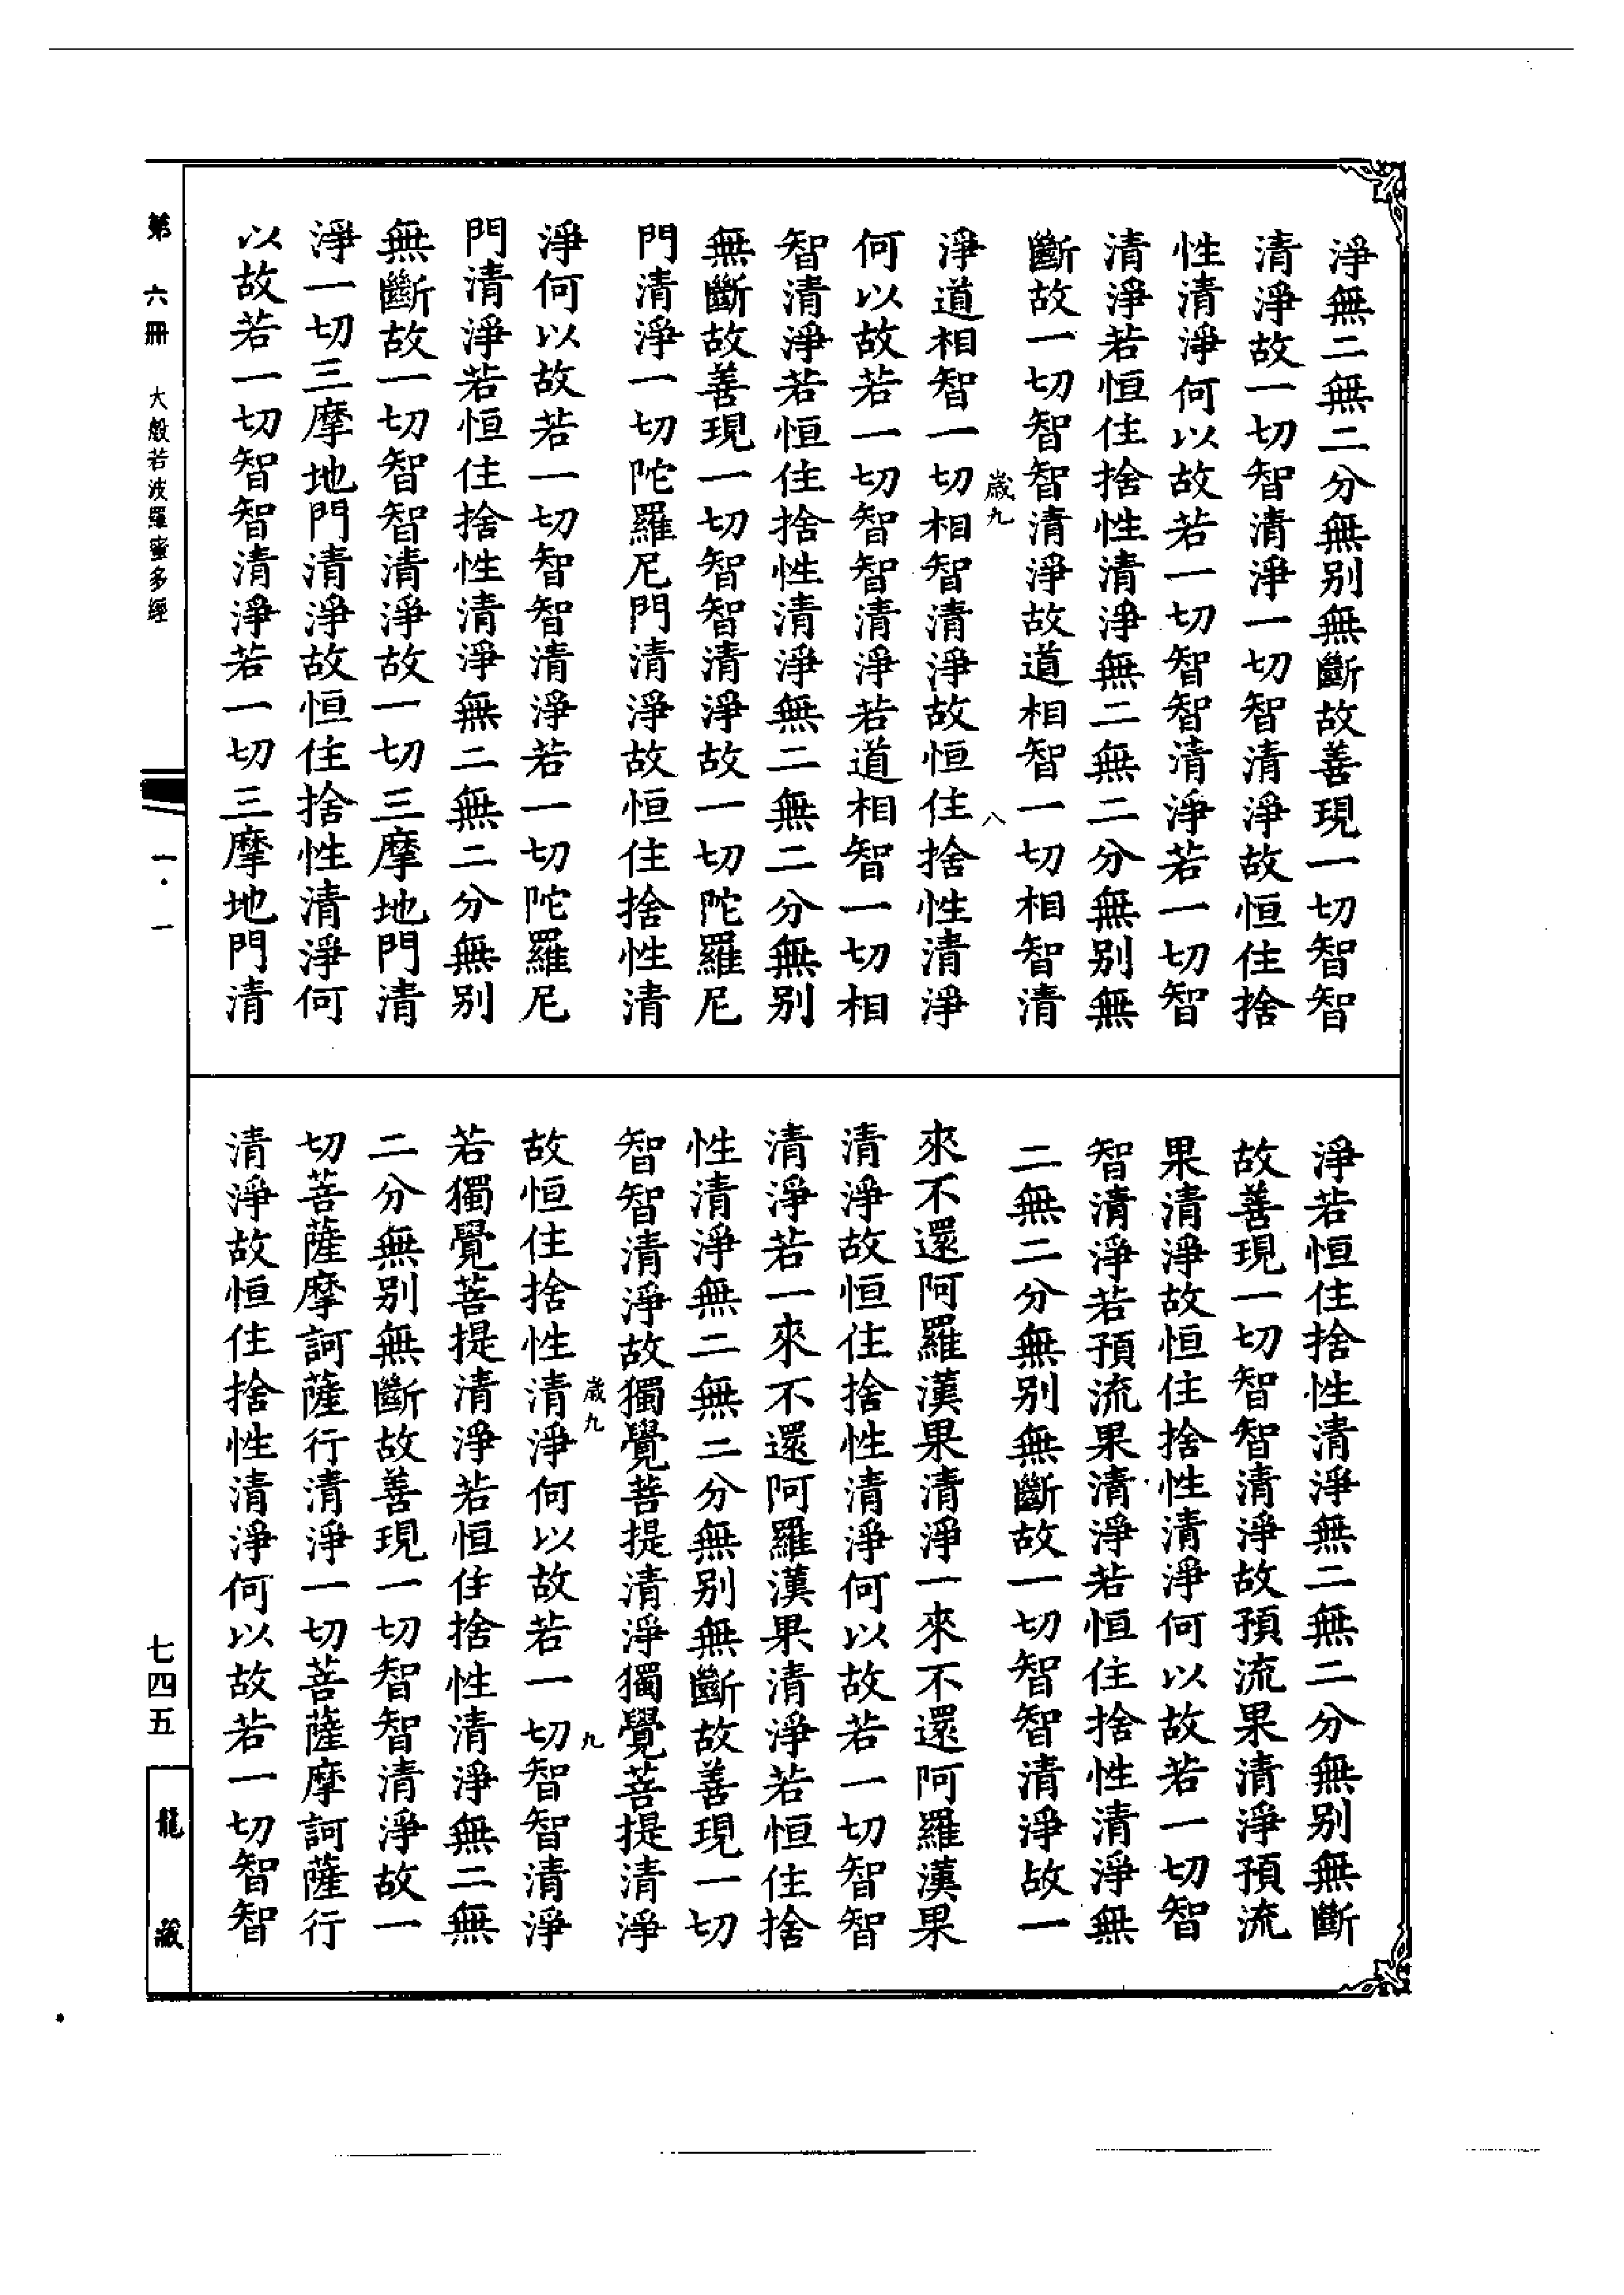 淨無二無二分無別無斷故善現一切智智
清淨故一切智清淨一切智清淨故恒住捨
性清淨何以故若一切智智清淨若一切智
清淨若恒住捨性清淨無二無二分無別無
斷故一切智智清淨故道相智一切相智清
歲九
八
淨道相智一切相智清淨故恒住捨性清淨
何以故若一切智智清淨若道相智一切相
智清淨若恒住捨性清淨無二無二分無別
無斷故善現一切智智清淨故一切陀羅尼
門清淨一切陀羅尼門清淨故恒住捨性清
淨何以故若一切智智清淨若一切陀羅尼
門清淨若恒住捨性清淨無二無二分無別
無斷故一切智智清淨故一切三摩地門清
淨一切三摩地門清淨故恒住捨性清淨何
以故若一切智智清淨若一切三摩地門清
淨若恒住捨性清淨無二無二分無別無斷
故善現一切智智清淨故預流果清淨預流
果清淨故恒住捨性清淨何以故若一切智
智清淨若預流果清淨若恒住捨性清淨無
二無二分無別無斷故一切智智清淨故一
來不還阿羅漢果清淨一來不還阿羅漢果
清淨故恒住捨性清淨何以故若一切智智
清淨若一來不還阿羅漢果清淨若恒住捨
性清淨無二無二分無別無斷故善現一切
智智清淨故獨覺菩提清淨獨覺菩提清淨
歲九
九
故恒住捨性清淨何以故若一切智智清淨
若獨覺菩提清淨若恒住捨性清淨無二無
二分無別無斷故善現一切智智清淨故一
切菩薩摩訶薩行清淨一切菩薩摩訶薩行
清淨故恒住捨性清淨何以故若一切智智
第六冊 大般若波羅蜜多經
一·一
七四五
龍藏